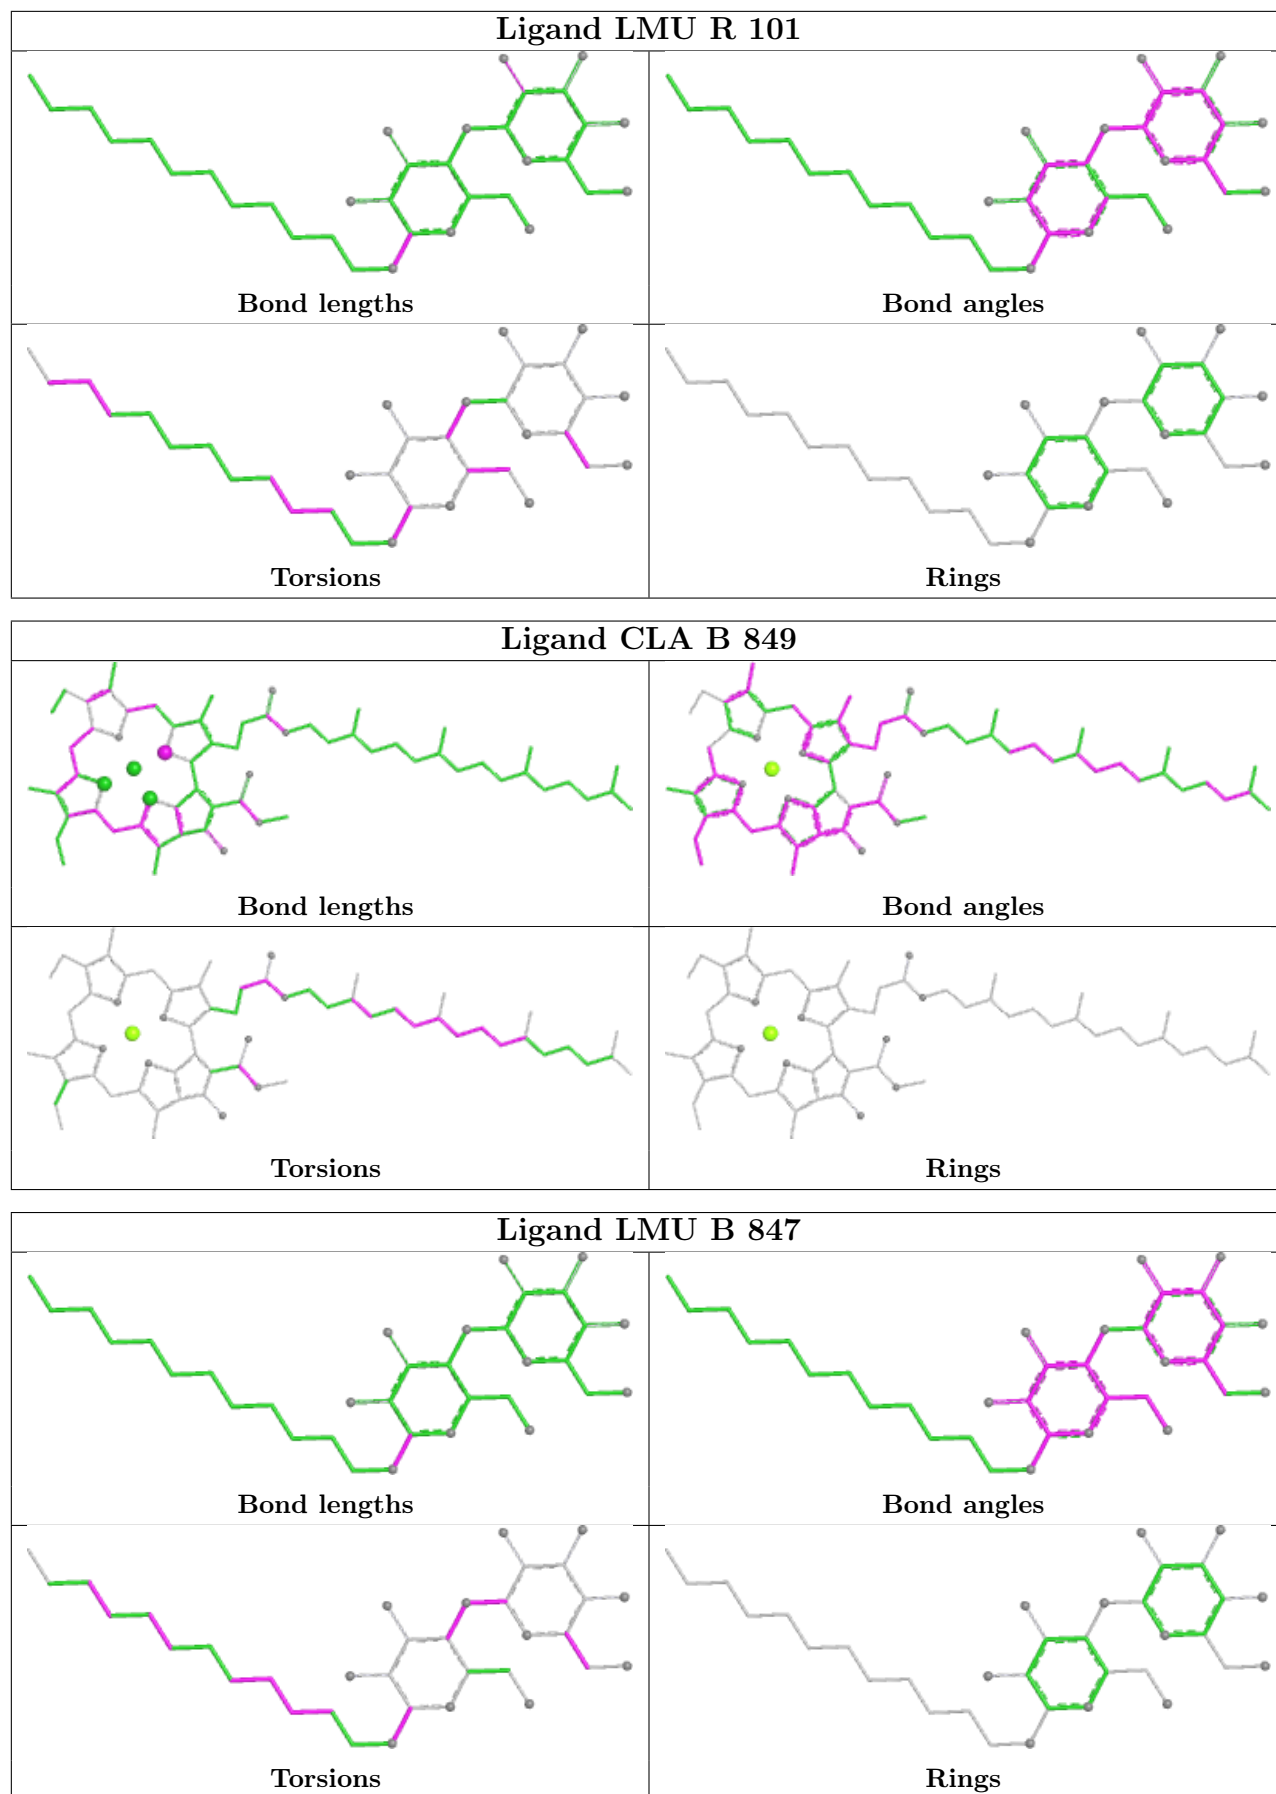 Ligand LMU R 101
Bond lengths
Bond angles
Torsions
Rings
Ligand CLA B 849
Bond lengths
Bond angles
Torsions
Rings
Ligand LMU B 847
Bond lengths
Bond angles
Torsions
Rings